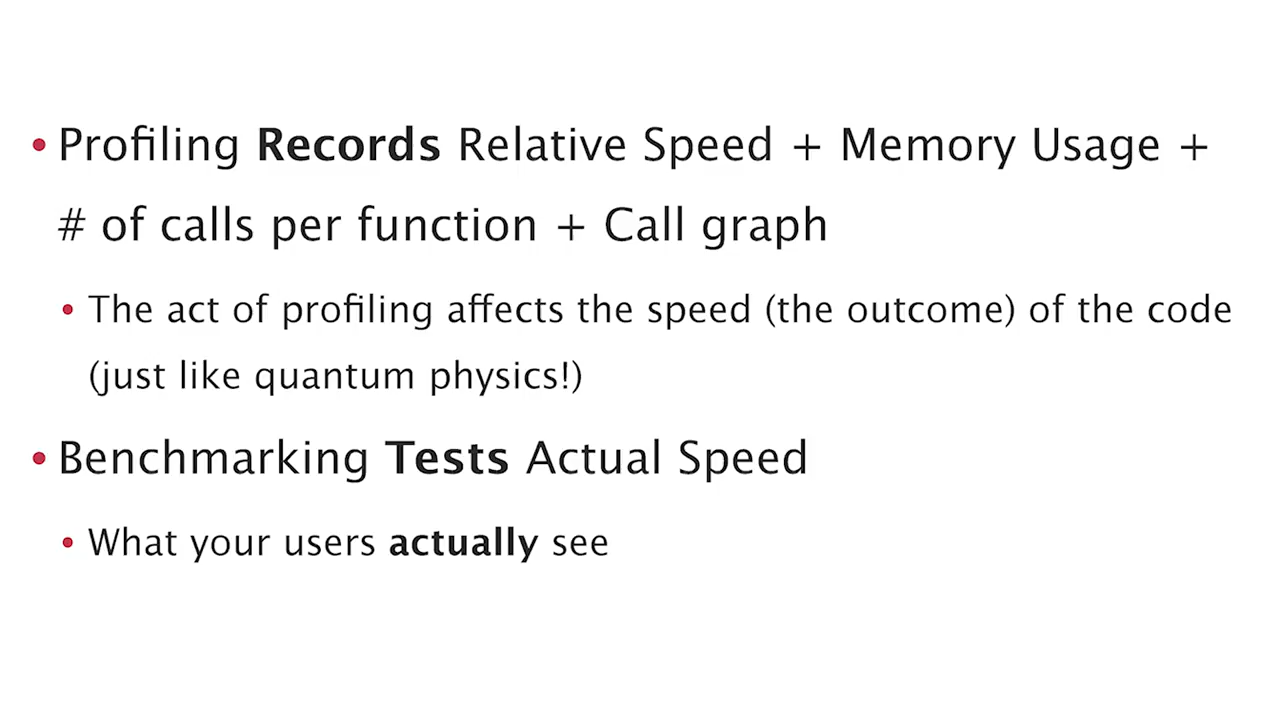 • Profiling Records Relative Speed + Memory Usage +
# of calls per function + Call graph
• The act of profiling affects the speed (the outcome) of the code
(just like quantum physics!)
• Benchmarking Tests Actual Speed
• What your users actually see